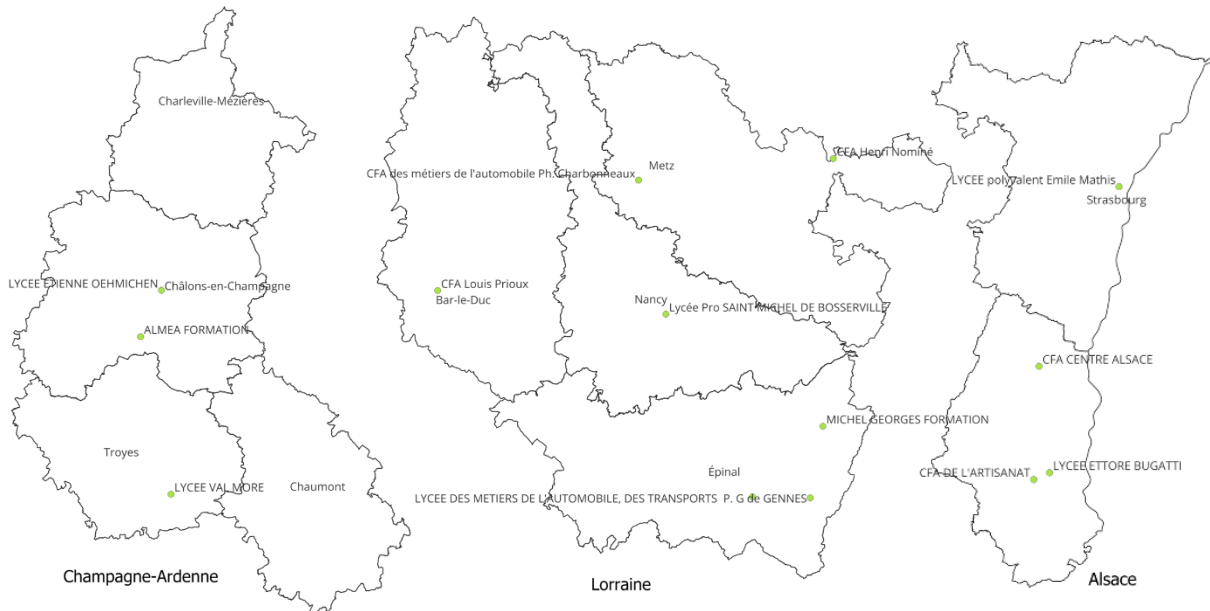 Charleville-Mézières
LYCEE ETIENNE OEHMICHEN
Châlons-en-Champagne
ALMEA FORMATION
Troyes
LYCEE VAL MORE
Chaumont
Champagne-Ardenne
CFA des métiers de l'automobile Ph. Charbonneaux
Metz
CFA Henri Nominé
CFA Louis Prioux
Bar-le-Duc
Nancy
Lycée Pro SAINT MICHEL DE BOSSERVILLE
MICHEL GEORGES FORMATION
Épinal
LYCEE DES METIERS DE L'AUTOMOBILE, DES TRANSPORTS P. G de GENNES
Lorraine
LYCEE polyvalent Emile Mathis
Strasbourg
CFA CENTRE ALSACE
CFA DE L'ARTISANAT
LYCEE ETTORE BUGATTI
Alsace